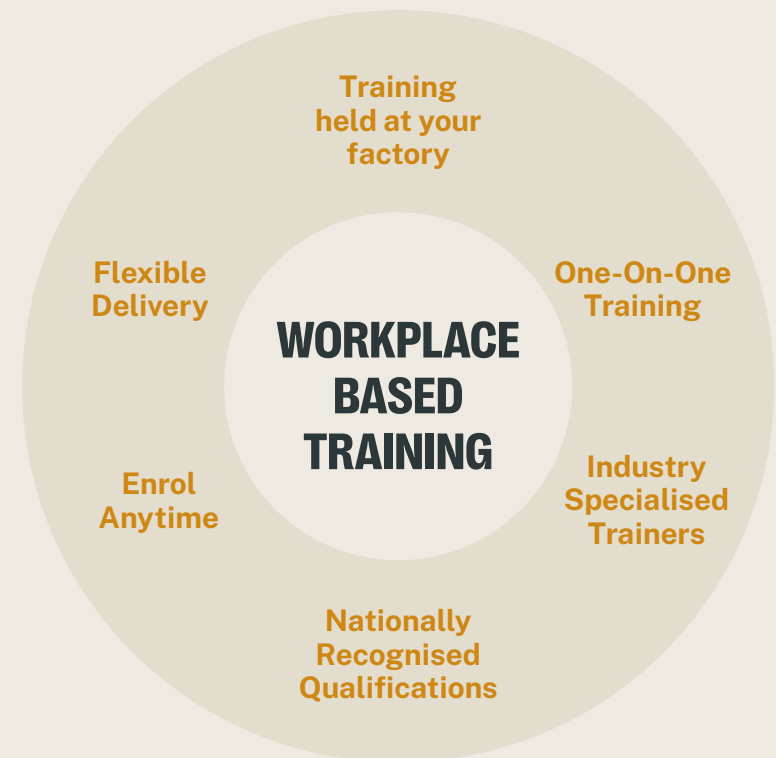 Training
held at your
factory
Flexible
Delivery
One-On-One
Training
WORKPLACE
BASED
TRAINING
Enrol
Anytime
Industry
Specialised
Trainers
Nationally
Recognised
Qualifications